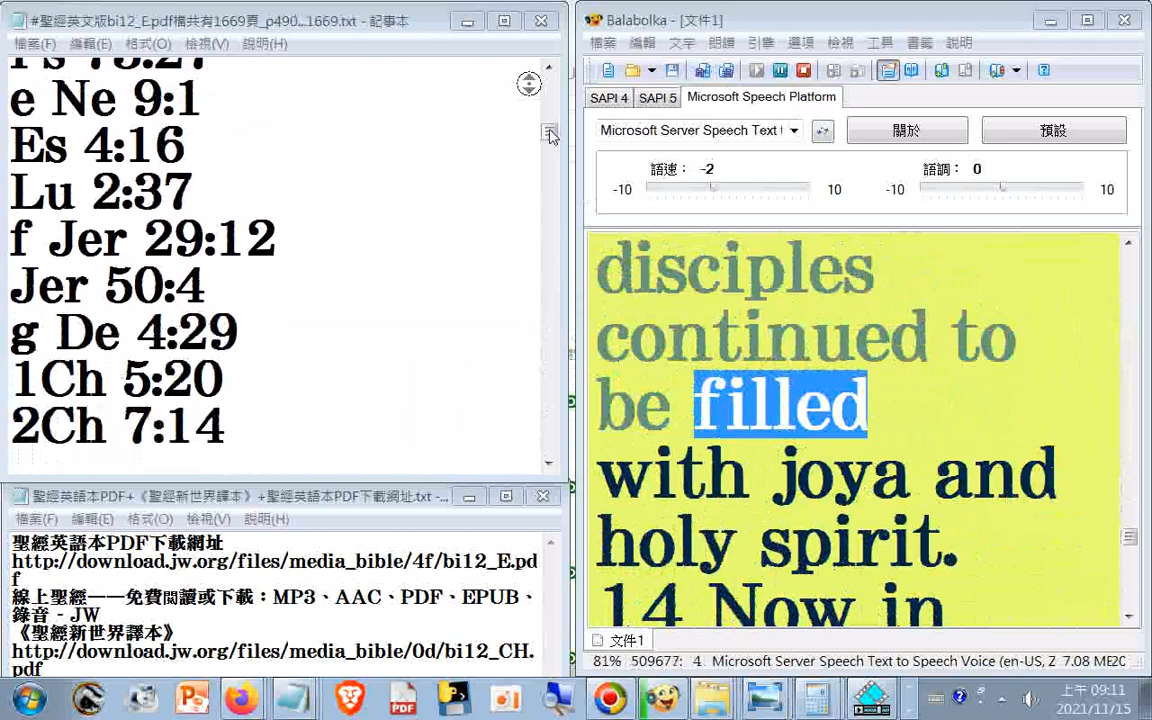 #聖經英文版bi12_E.pdf檔共有1669頁_p490...1669.txt - 記事本
檔案(F) 編輯(E) 格式(O) 檢視(V) 說明(H)
Ps 73:27
e Ne 9:1
Es 4:16
Lu 2:37
f Jer 29:12
Jer 50:4
g De 4:29
1Ch 5:20
2Ch 7:14
聖經英語本PDF+《聖經新世界譯本》+聖經英語本PDF下載網址.txt -...
檔案(F) 編輯(E) 格式(O) 檢視(V) 說明(H)
聖經英語本PDF下載網址
http://download.jw.org/files/media_bible/4f/bi12_E.pd
f
線上聖經──免費閱讀或下載：MP3、AAC、PDF、EPUB、
錄音 - JW
《聖經新世界譯本》
http://download.jw.org/files/media_bible/0d/bi12_CH.
pdf
Balabolka - [文件1]
檔案 編輯 文字 朗讀 引擎 選項 檢視 工具 書籤 說明
SAPI 4 SAPI 5 Microsoft Speech Platform
Microsoft Server Speech Text 關於 預設
語速： -2 語調： 0
-10 10 -10 10
disciples
continued to
be filled
with joya and
holy spirit.
14 Now in
文件1
81% 509677: 4 Microsoft Server Speech Text to Speech Voice (en-US, Z 7.08 ME20
上午 09:11
2021/11/15